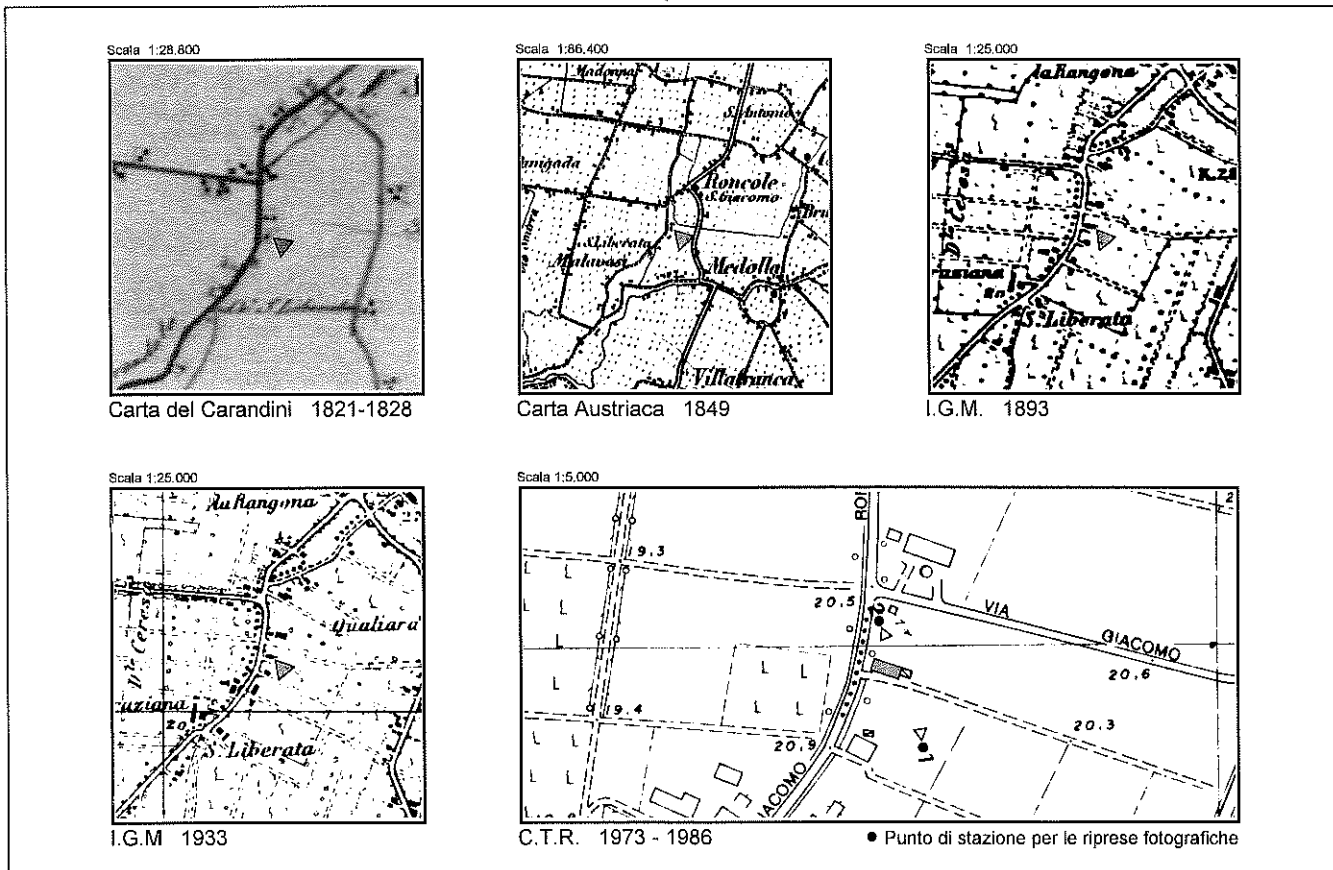 Scala 1:28,800
Carta del Carandini 1821-1828
Scala 1:86,400
Madonna
S. Antonio
Roncole
S. Giacomo
S. Liberata
Malavasi
Medolla
Villafranca
Carta Austriaca 1849
Scala 1:25,000
la Rangona
S. Liberata
I.G.M. 1893
Scala 1:25.000
la Rangona
S. Liberata
I.G.M 1933
Scala 1:5,000
19.3
20.5
VIA
GIACOMO
20.6
19.4
20.9
20.3
IACOMO
C.T.R. 1973 - 1986
● Punto di stazione per le riprese fotografiche